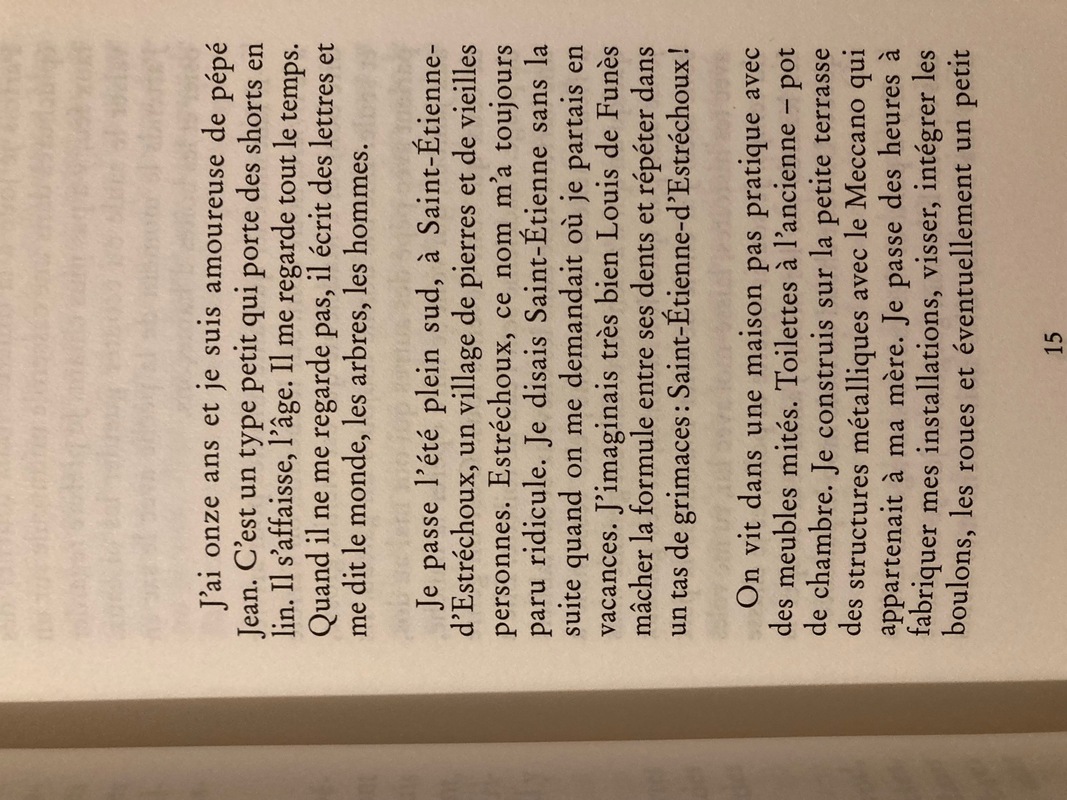 J’ai onze ans et je suis amoureuse de pépé
Jean. C’est un type petit qui porte des shorts en
lin. Il s’affaisse, l’âge. Il me regarde tout le temps.
Quand il ne me regarde pas, il écrit des lettres et
me dit le monde, les arbres, les hommes.
Je passe l’été plein sud, à Saint-Étienne-
d’Estréchoux, un village de pierres et de vieilles
personnes. Estréchoux, ce nom m’a toujours
paru ridicule. Je disais Saint-Étienne sans la
suite quand on me demandait où je partais en
vacances. J’imaginais très bien Louis de Funès
mâcher la formule entre ses dents et répéter dans
un tas de grimaces : Saint-Étienne-d’Estréchoux !
On vit dans une maison pas pratique avec
des meubles mités. Toilettes à l’ancienne – pot
de chambre. Je construis sur la petite terrasse
des structures métalliques avec le Meccano qui
appartenait à ma mère. Je passe des heures à
fabriquer mes installations, visser, intégrer les
boulons, les roues et éventuellement un petit
15